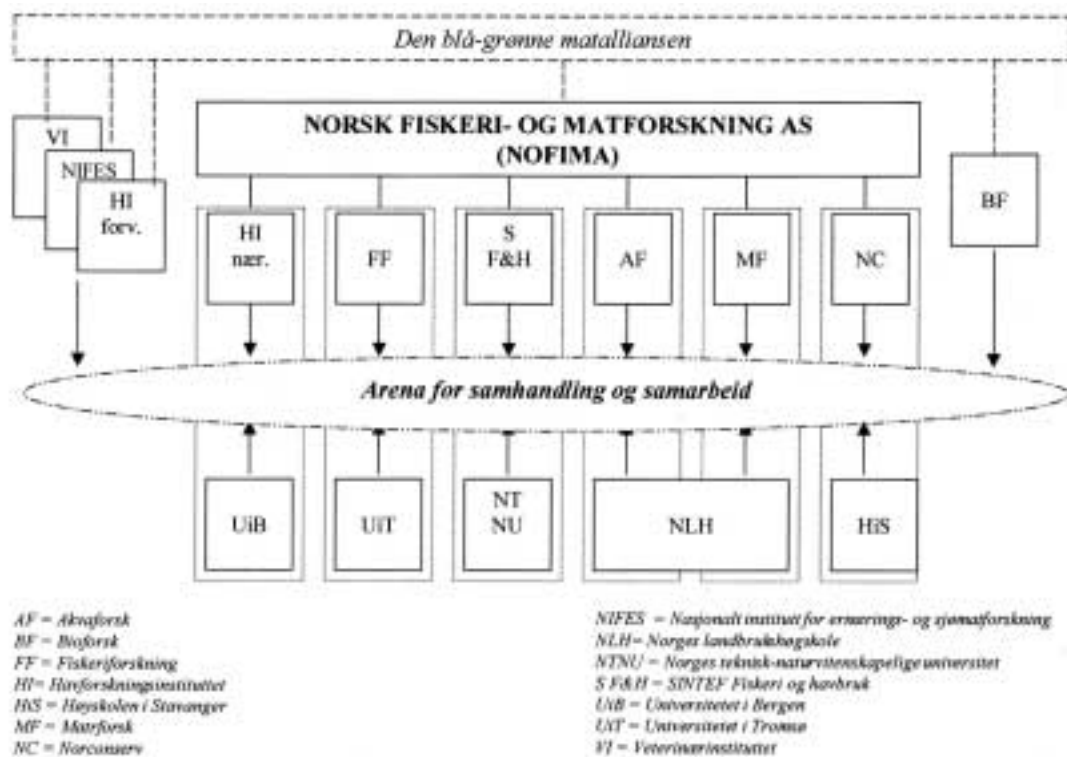 Den blå-grønne matalliansen
NORSK FISKERI- OG MATFORSKNING AS
(NOFIMA)
VI
NIFES
HI
forv.
HI
nær.
FF
S
F&H
AF
MF
NC
BF
Arena for samhandling og samarbeid
UiB
UiT
NT
NU
NLH
HiS
AF = Akvaforsk
BF = Bioforsk
FF = Fiskeriforskning
HI= Havforskningsinstituttet
HiS = Høyskolen i Stavanger
MF = Matrforsk
NC = Norconserv
NIFES = Nasjonalt institutt for ernærings- og sjømatforskning
NLH= Norges landbrukshøgskole
NTNU = Norges teknisk-naturvitenskapelige universitet
S F&H = SINTEF Fiskeri og havbruk
UiB = Universitetet i Bergen
UiT = Universitetet i Tromsø
VI = Veterinærinstituttet